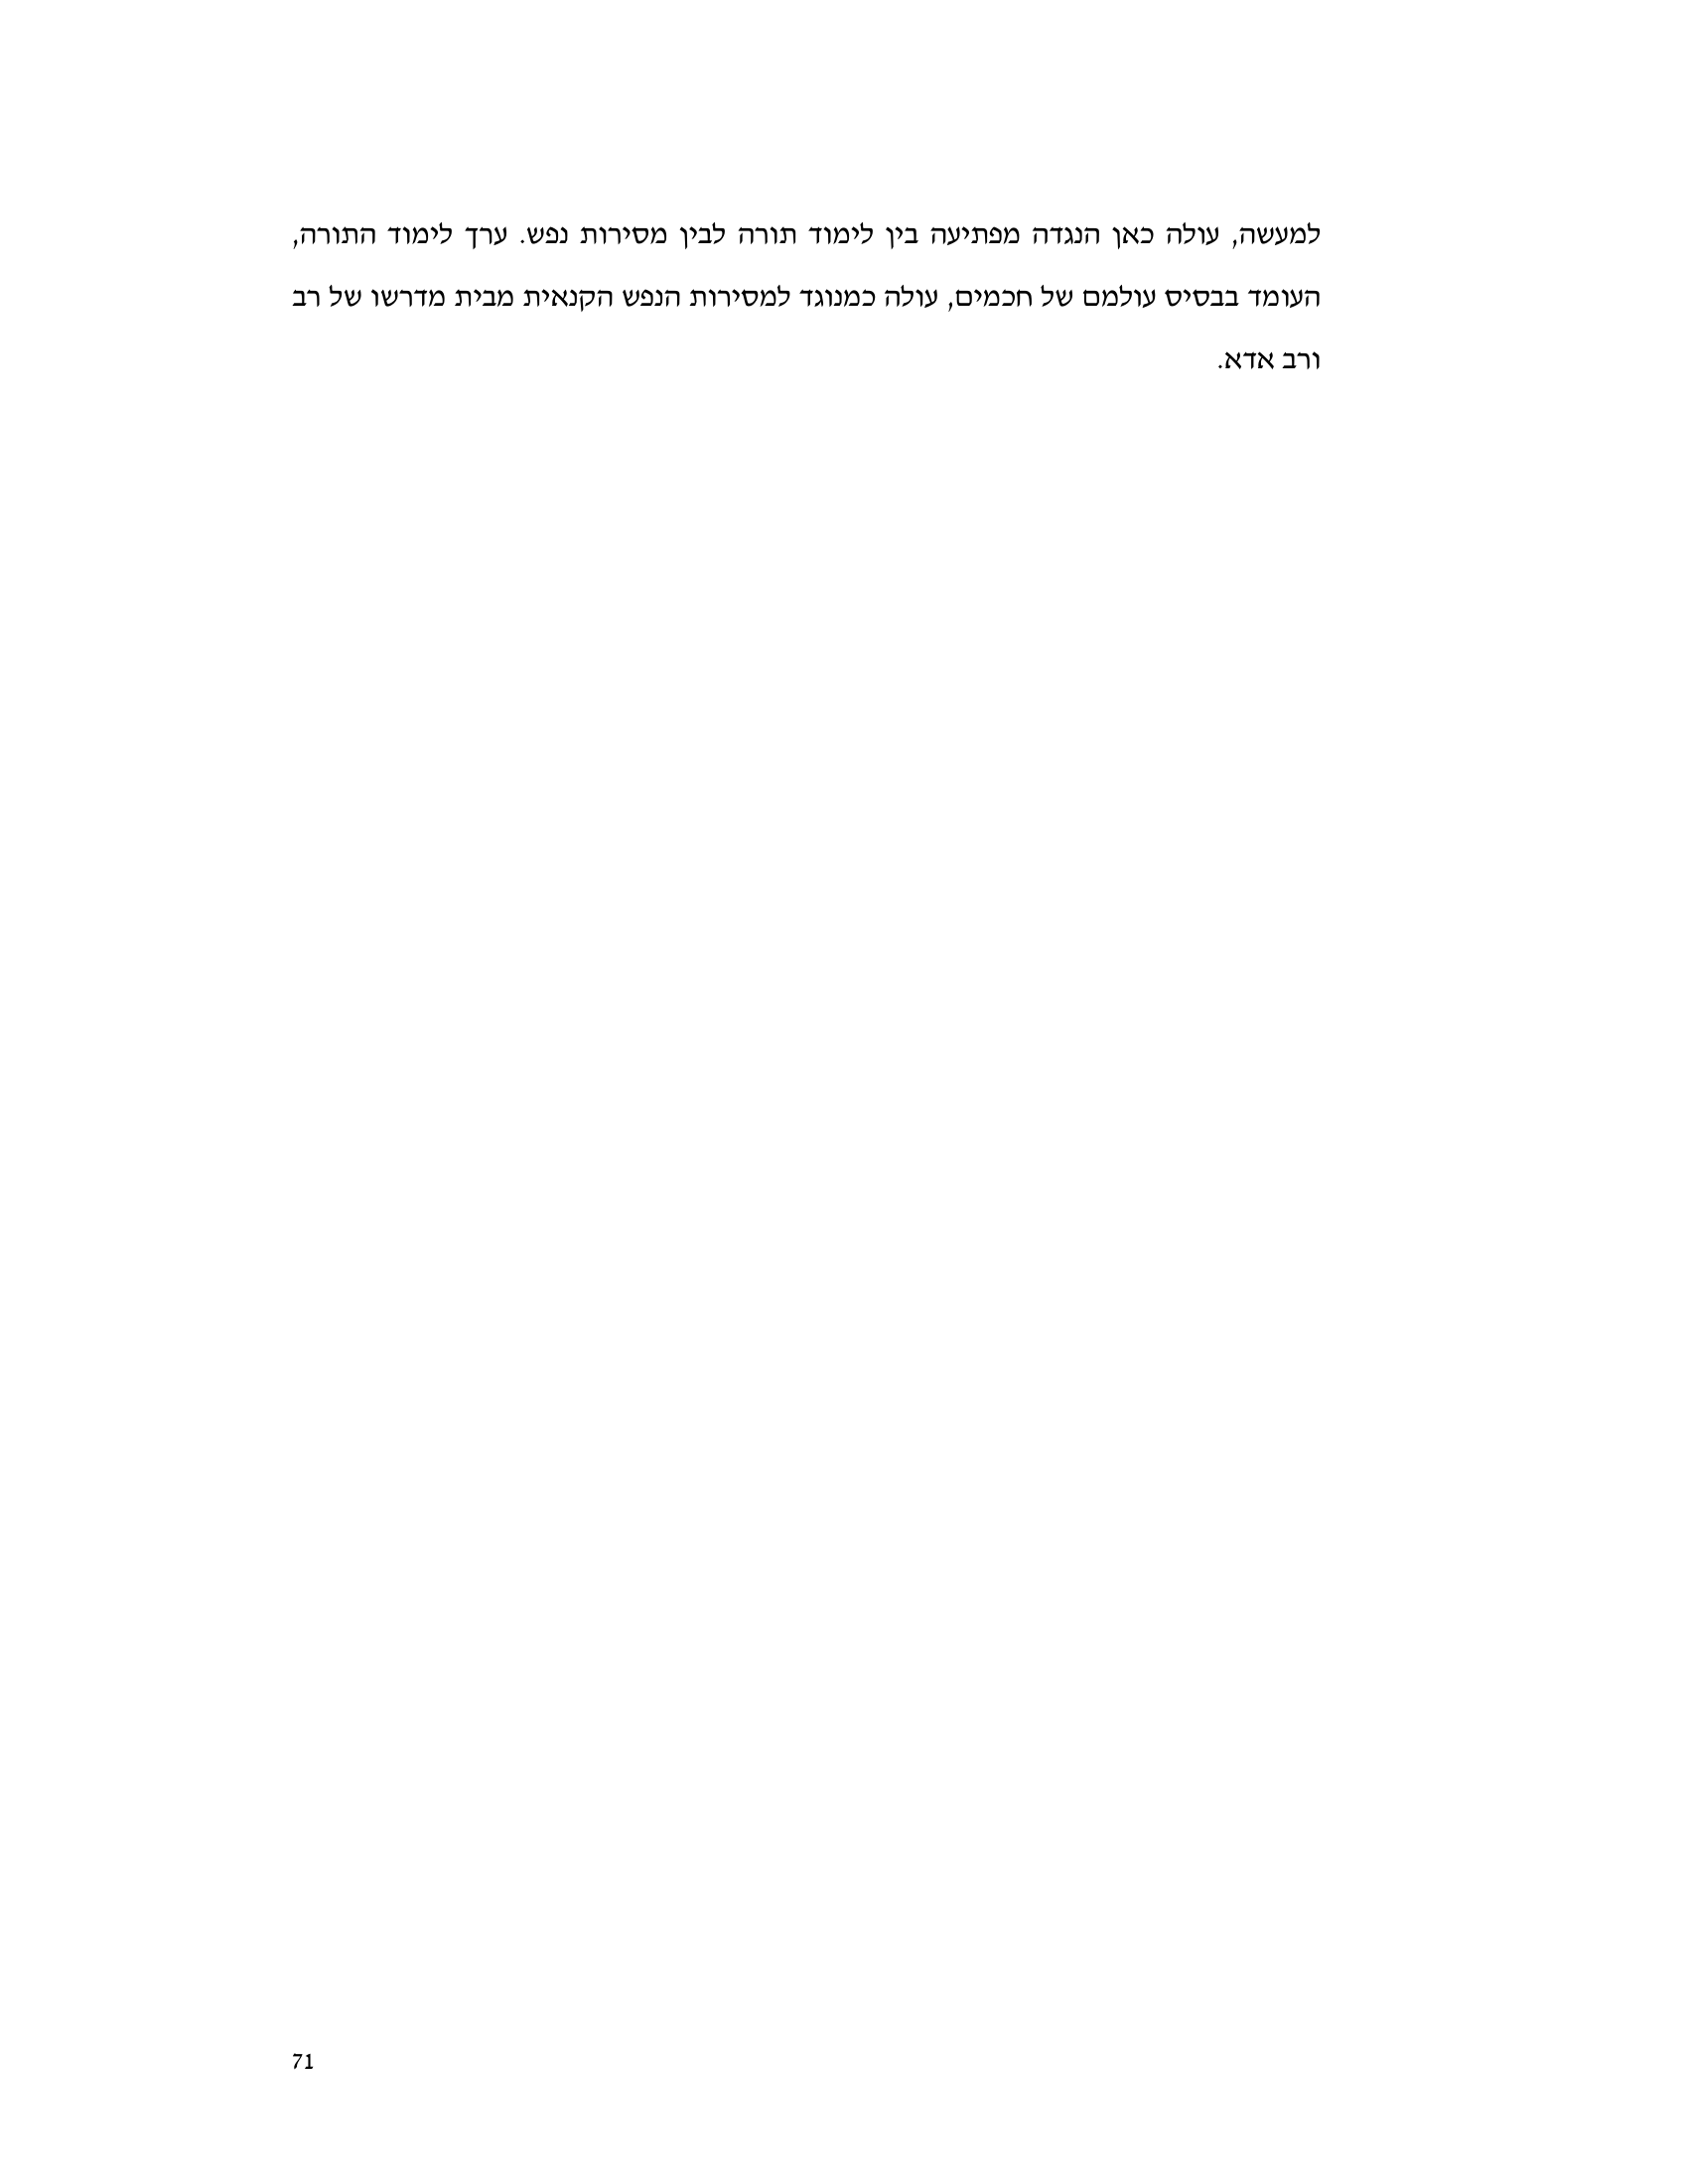 למעשה, עולה כאן הנגדה מפתיעה בין לימוד תורה לבין מסירות נפש. ערך לימוד התורה,
העומד בבסיס עולמם של חכמים, עולה כמנוגד למסירות הנפש הקנאית מבית מדרשו של רב
ורב אדא.
71